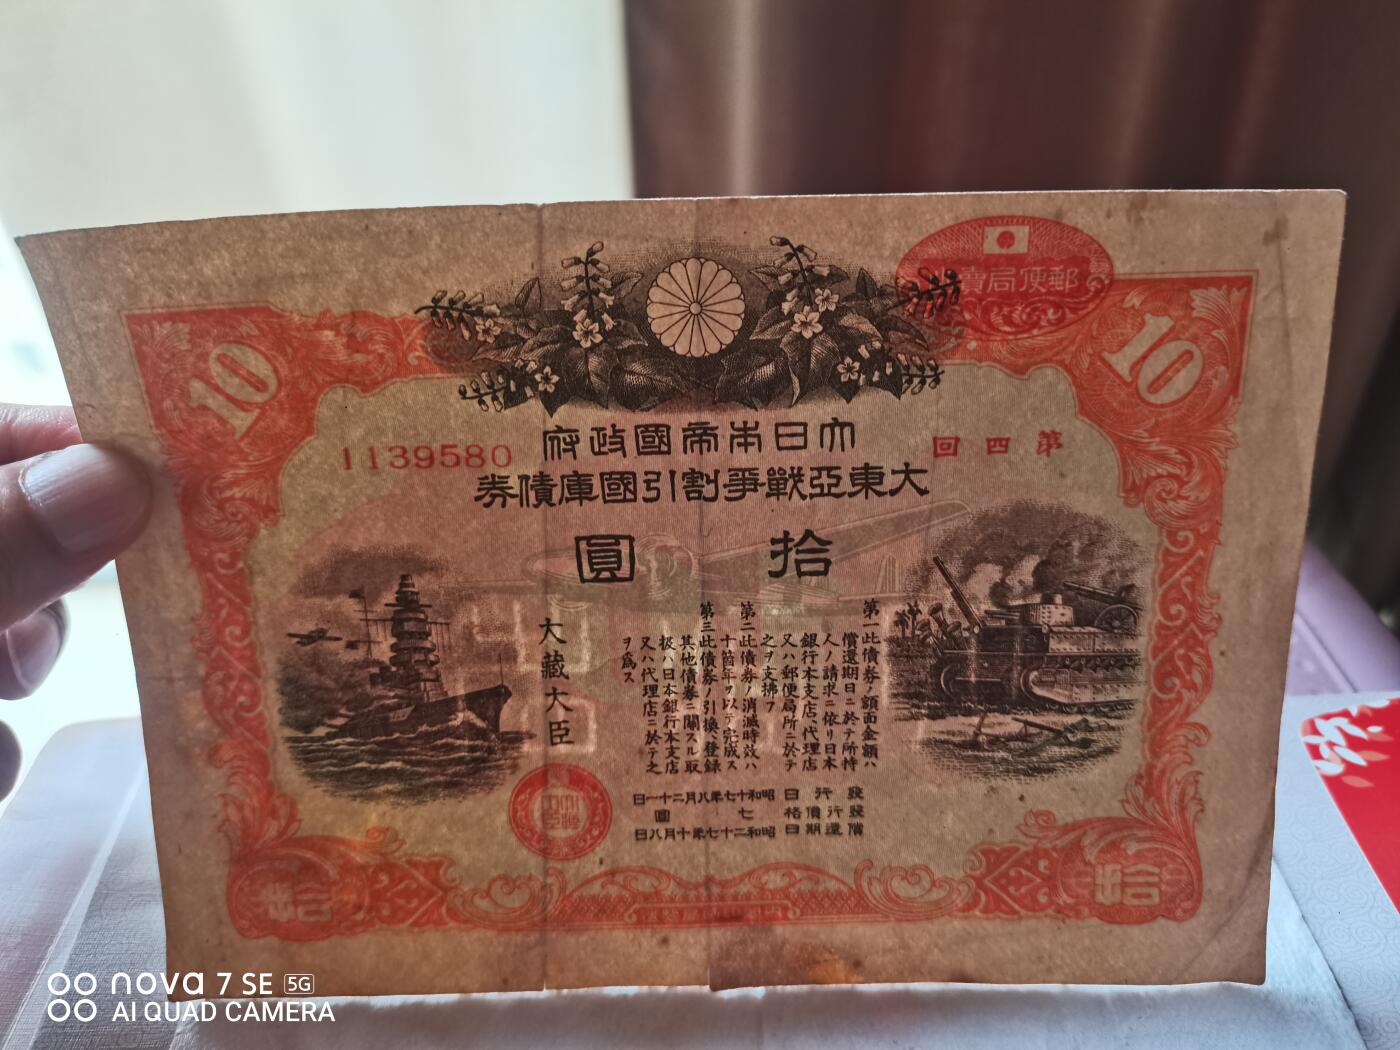 郵便局賣出
10
10
大日本帝國政府
第四回
1139580
大東亞戰爭割引國庫債券
拾圓
第一此債券ノ額面金額ハ
償還期日ニ於テ所持
人ノ請求ニ依リ日本
銀行本支店、代理店
又ハ郵便局所ニ於テ
之ヲ支拂フ
第二此債券ノ消滅時效ハ
十箇年ヲ以テ完成ス
第三此債券ノ引換、登錄
其他債券ニ關スル取
扱ハ日本銀行本支店
又ハ代理店ニ於テ之
ヲ爲ス
大藏大臣
發行日 昭和十七年八月二十一日
發行價格 七圓
償還期日 昭和二十七年十月八日
拾
拾
nova 7 SE 5G
AI QUAD CAMERA